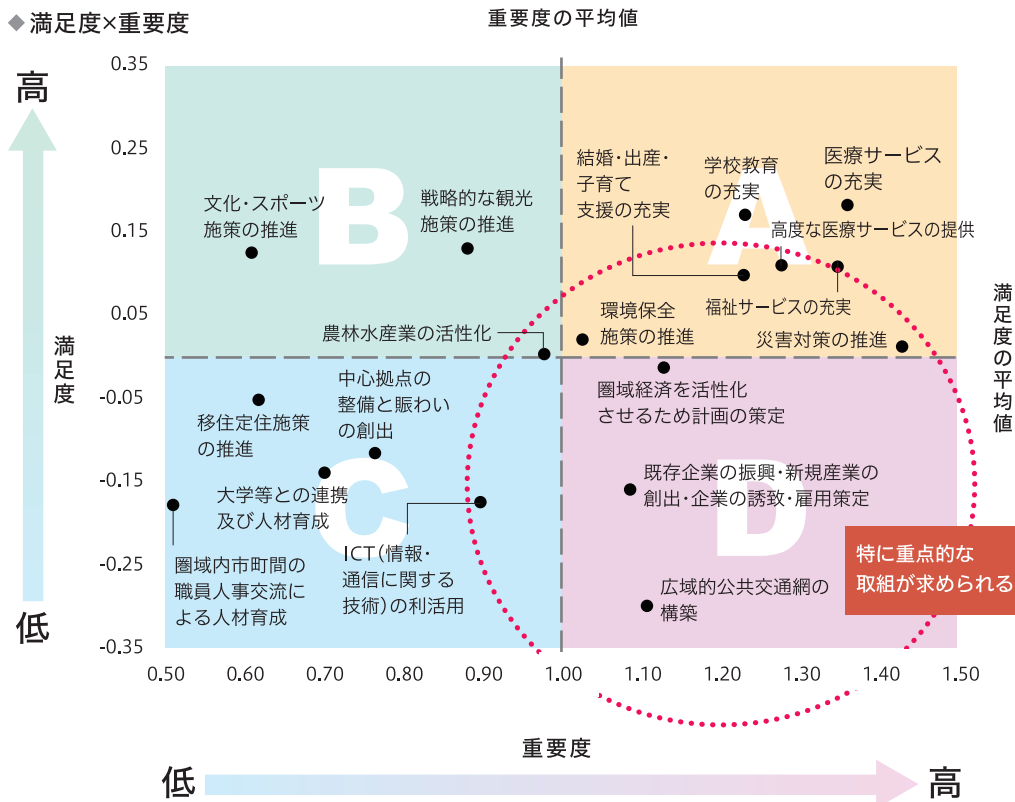 ◆ 満足度×重要度
重要度の平均値
高
低
満足度
0.35
0.25
0.15
0.05
-0.05
-0.15
-0.25
-0.35
B
文化・スポーツ
施策の推進
戦略的な観光
施策の推進
農林水産業の活性化
A
結婚・出産・
子育て
支援の充実
学校教育
の充実
医療サービス
の充実
高度な医療サービスの提供
福祉サービスの充実
環境保全
施策の推進
災害対策の推進
満足度の平均値
C
中心拠点の
整備と賑わい
の創出
移住定住施策
の推進
大学等との連携
及び人材育成
圏域内市町間の
職員人事交流に
よる人材育成
ICT(情報・
通信に関する
技術)の利活用
D
圏域経済を活性化
させるため計画の策定
既存企業の振興・新規産業の
創出・企業の誘致・雇用策定
広域的公共交通網の
構築
特に重点的な
取組が求められる
0.50
0.60
0.70
0.80
0.90
1.00
1.10
1.20
1.30
1.40
1.50
重要度
低
高